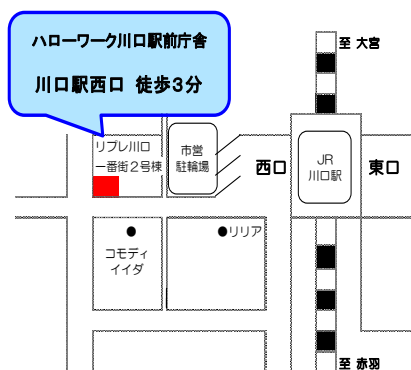 ハローワーク川口駅前庁舎
川口駅西口 徒歩3分
至 大宮
リプレ川口
一番街2号棟
市営
駐輪場
西口
JR
川口駅
東口
コモディ
イイダ
リリア
至 赤羽